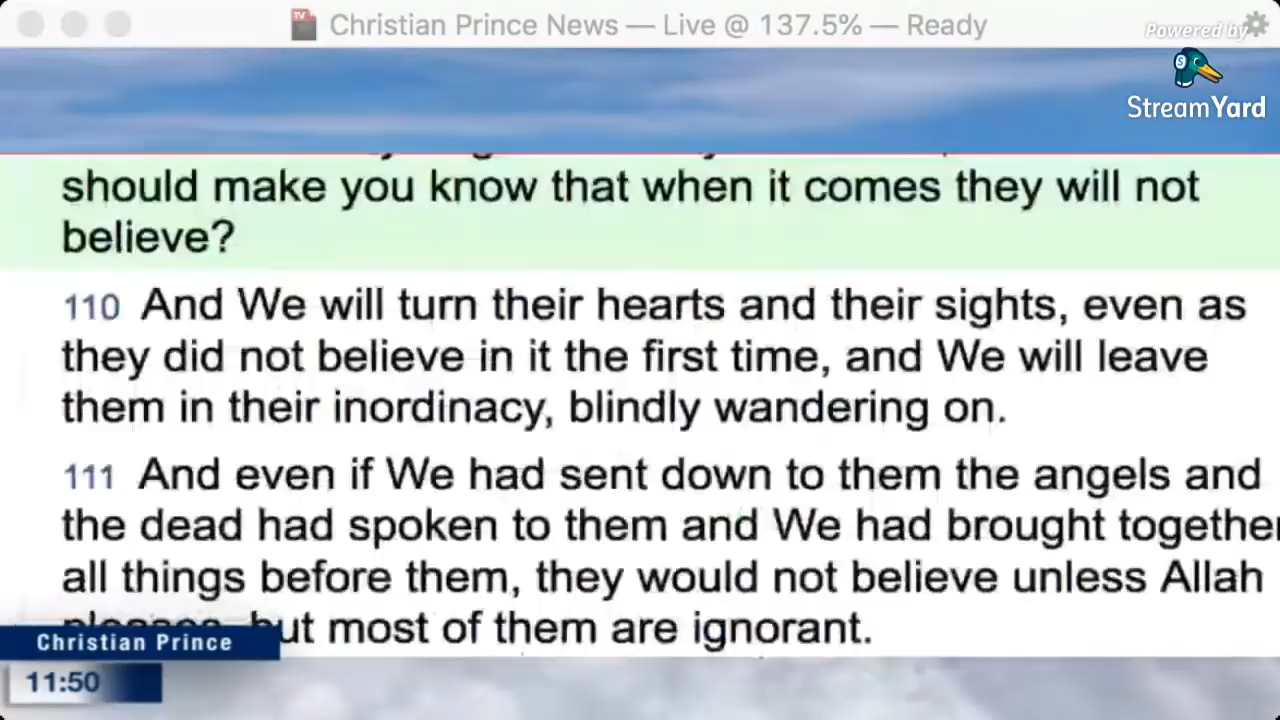 Christian Prince News — Live @ 137.5% — Ready
Powered by
StreamYard
should make you know that when it comes they will not
believe?
110 And We will turn their hearts and their sights, even as
they did not believe in it the first time, and We will leave
them in their inordinacy, blindly wandering on.
111 And even if We had sent down to them the angels and
the dead had spoken to them and We had brought together
all things before them, they would not believe unless Allah
but most of them are ignorant.
Christian Prince
11:50